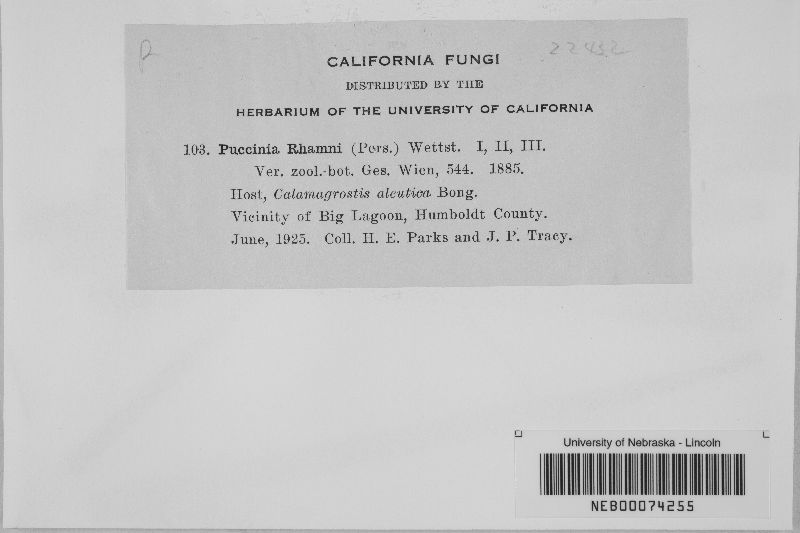 P 22452
CALIFORNIA FUNGI
DISTRIBUTED BY THE
HERBARIUM OF THE UNIVERSITY OF CALIFORNIA
103. Puccinia Rhamni (Pers.) Wettst. I, II, III.
Ver. zool.-bot. Ges. Wien, 544. 1885.
Host, Calamagrostis aleutica Bong.
Vicinity of Big Lagoon, Humboldt County.
June, 1925. Coll. H. E. Parks and J. P. Tracy.
University of Nebraska - Lincoln
NEB00074255